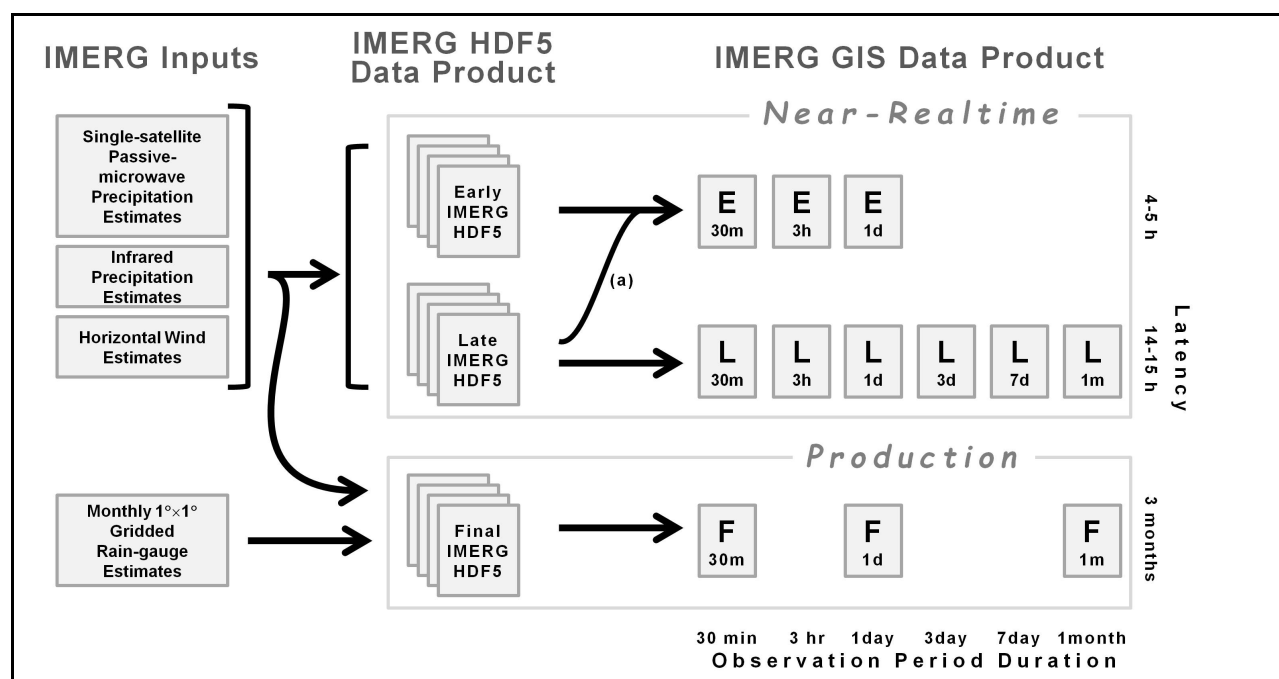 IMERG Inputs
IMERG HDF5
Data Product
IMERG GIS Data Product
Single-satellite
Passive-
microwave
Precipitation
Estimates
Infrared
Precipitation
Estimates
Horizontal Wind
Estimates
Monthly 1°×1°
Gridded
Rain-gauge
Estimates
Near-Realtime
Early
IMERG
HDF5
(a)
Late
IMERG
HDF5
E
30m
E
3h
E
1d
4-5 h
L
30m
L
3h
L
1d
L
3d
L
7d
L
1m
14-15 h
Latency
Production
Final
IMERG
HDF5
F
30m
F
1d
F
1m
3 months
30 min 3 hr 1day 3day 7day 1month
Observation Period Duration